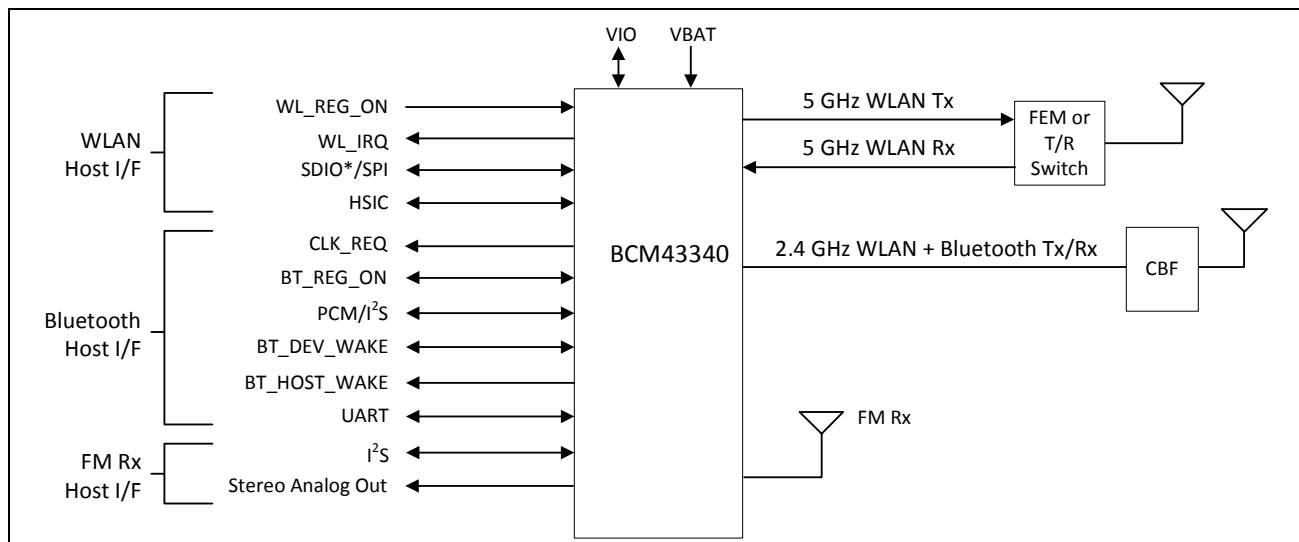 VIO
VBAT
WLAN
Host I/F
WL_REG_ON
WL_IRQ
SDIO*/SPI
HSIC
Bluetooth
Host I/F
CLK_REQ
BT_REG_ON
PCM/I²S
BT_DEV_WAKE
BT_HOST_WAKE
UART
FM Rx
Host I/F
I²S
Stereo Analog Out
BCM43340
5 GHz WLAN Tx
5 GHz WLAN Rx
FEM or
T/R
Switch
2.4 GHz WLAN + Bluetooth Tx/Rx
CBF
FM Rx